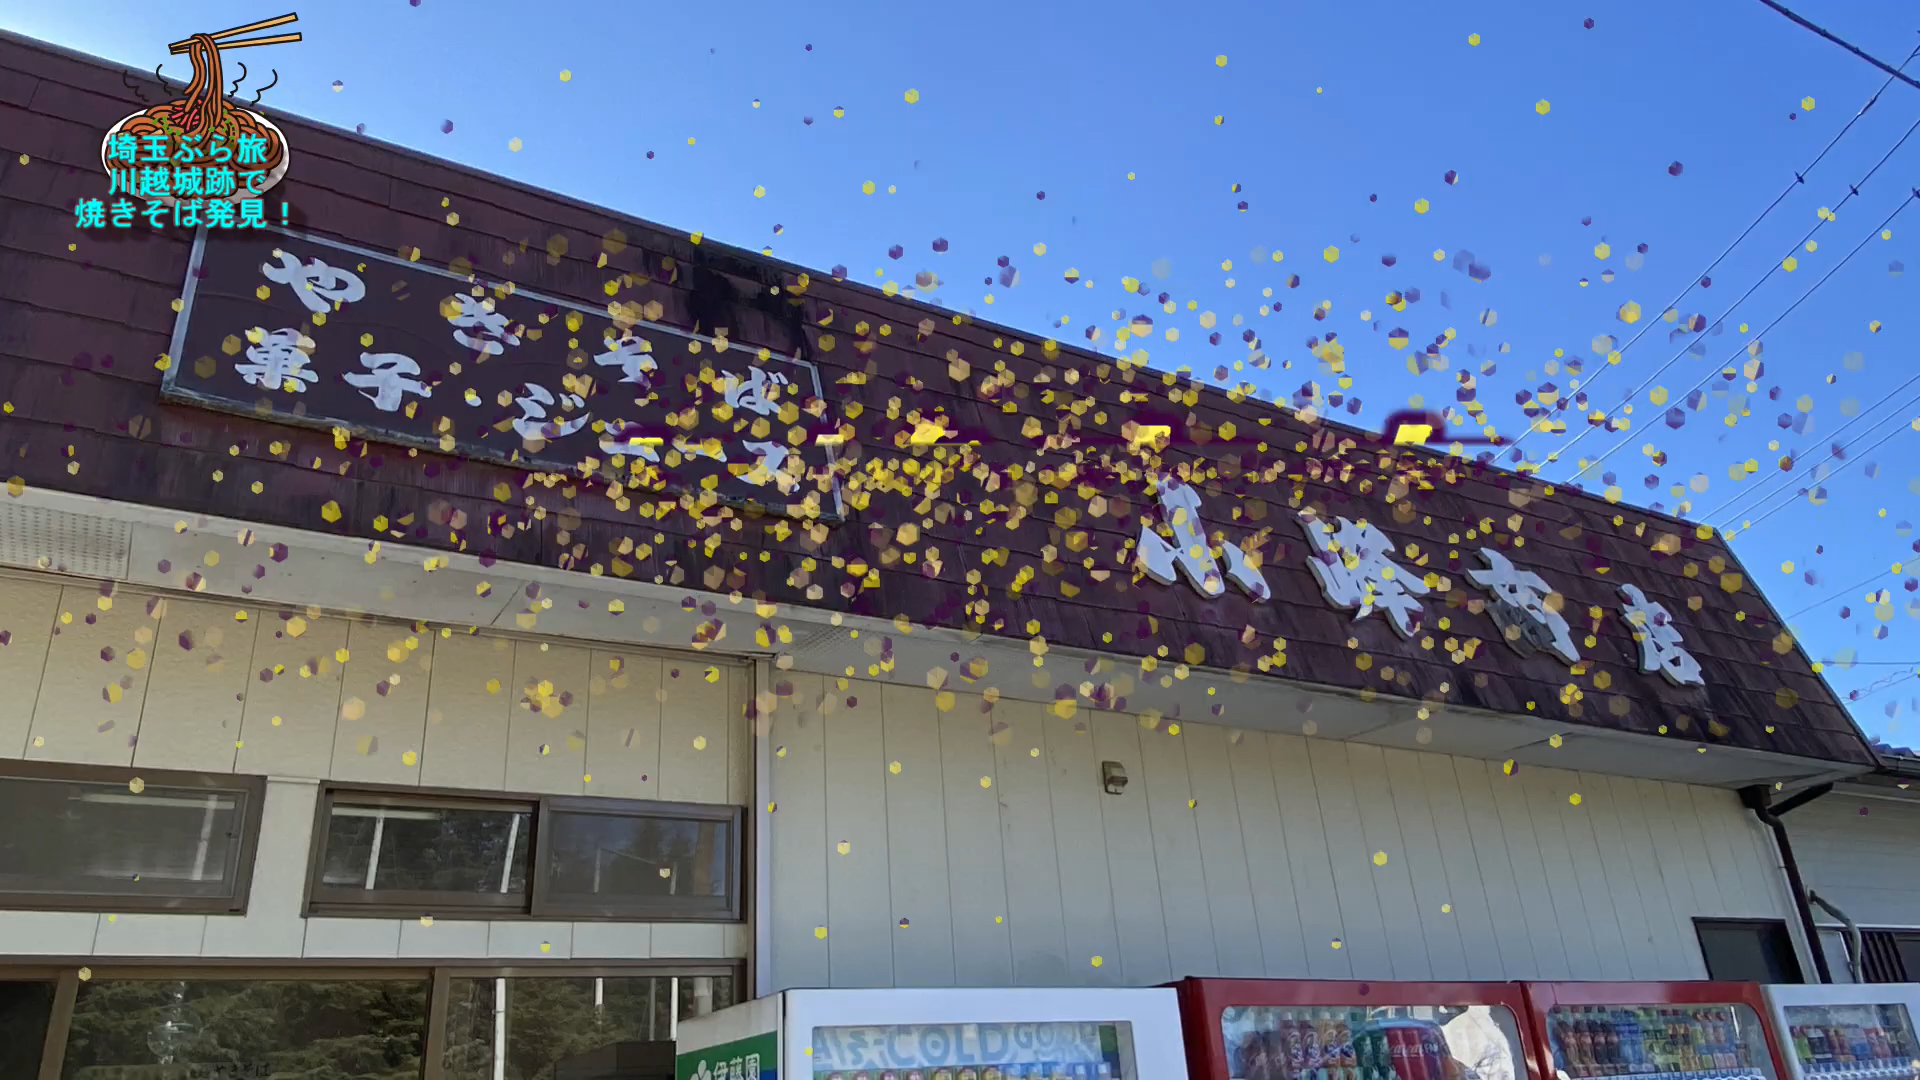 埼玉ぶら旅
川越城跡で
焼きそば発見！
やきそば
菓子・ジュース
小峰商店
伊藤園
COLD